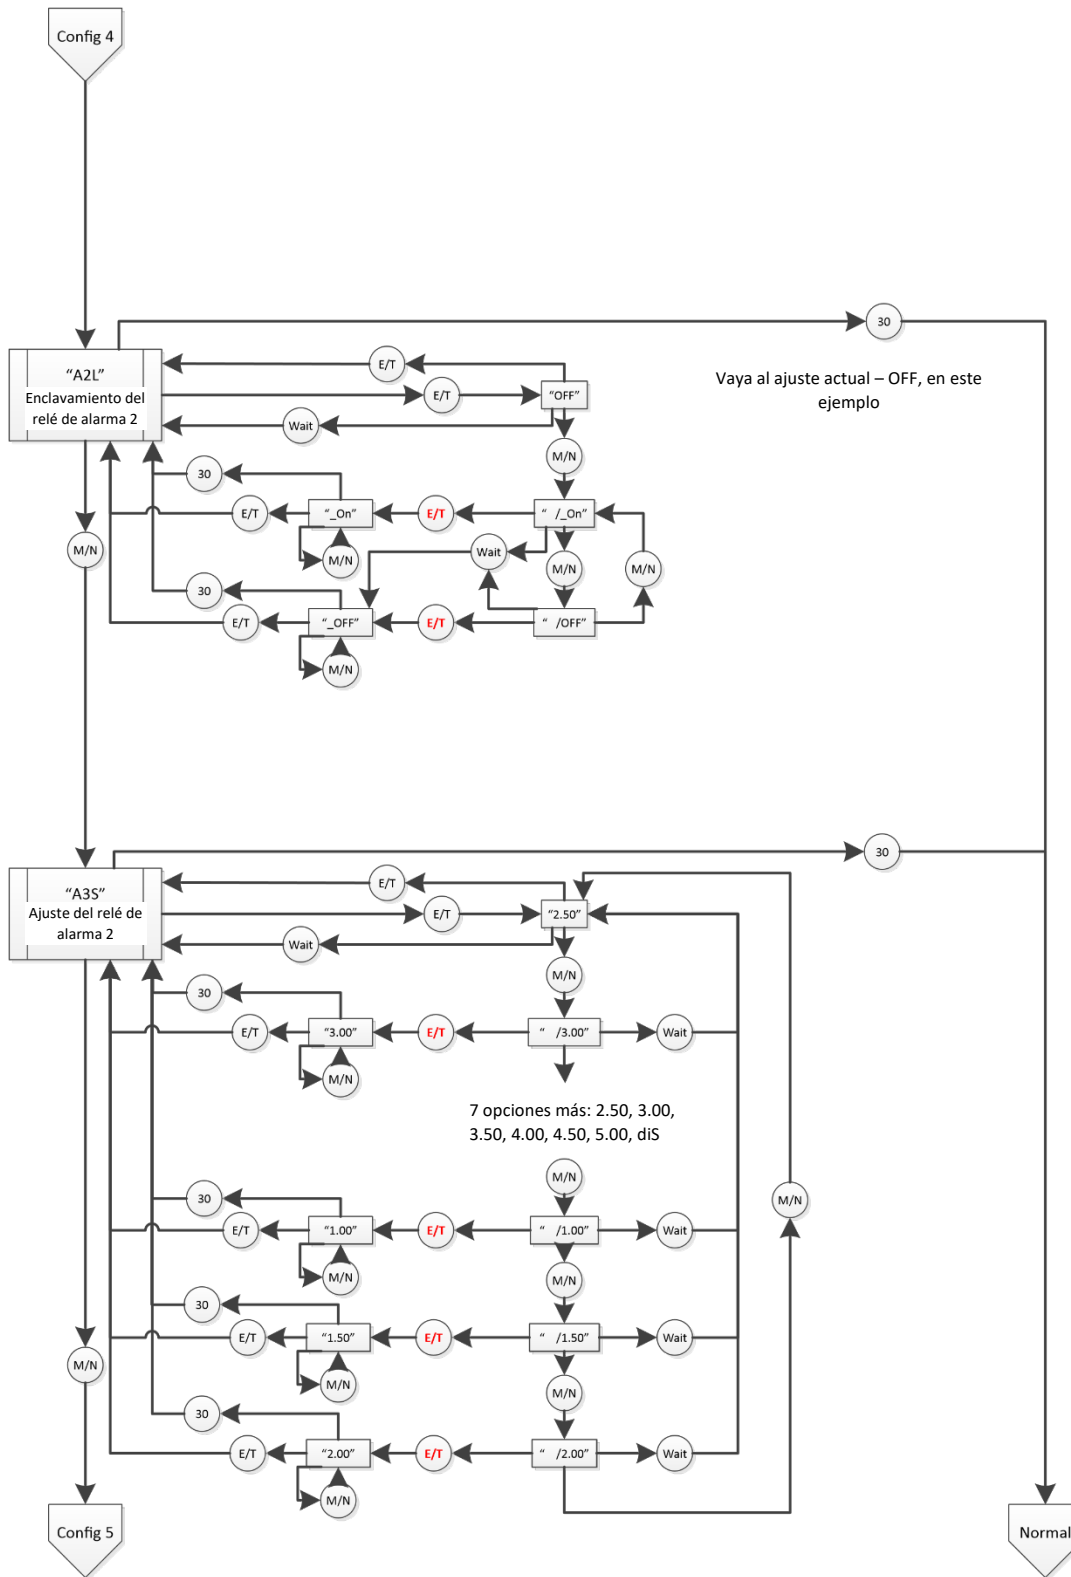 Config 4
30
"A2L"
Enclavamiento del
relé de alarma 2
E/T
E/T
"OFF"
Vaya al ajuste actual – OFF, en este
ejemplo
Wait
M/N
30
E/T
"_On"
E/T
" /_On"
M/N
M/N
Wait
M/N
M/N
30
E/T
"_OFF"
E/T
" /OFF"
M/N
30
"A3S"
Ajuste del relé de
alarma 2
E/T
E/T
"2.50"
Wait
M/N
30
E/T
"3.00"
E/T
" /3.00"
Wait
M/N
7 opciones más: 2.50, 3.00,
3.50, 4.00, 4.50, 5.00, diS
M/N
30
M/N
E/T
"1.00"
E/T
" /1.00"
Wait
M/N
M/N
30
E/T
"1.50"
E/T
" /1.50"
Wait
M/N
M/N
M/N
30
E/T
"2.00"
E/T
" /2.00"
Wait
M/N
Config 5
Normal